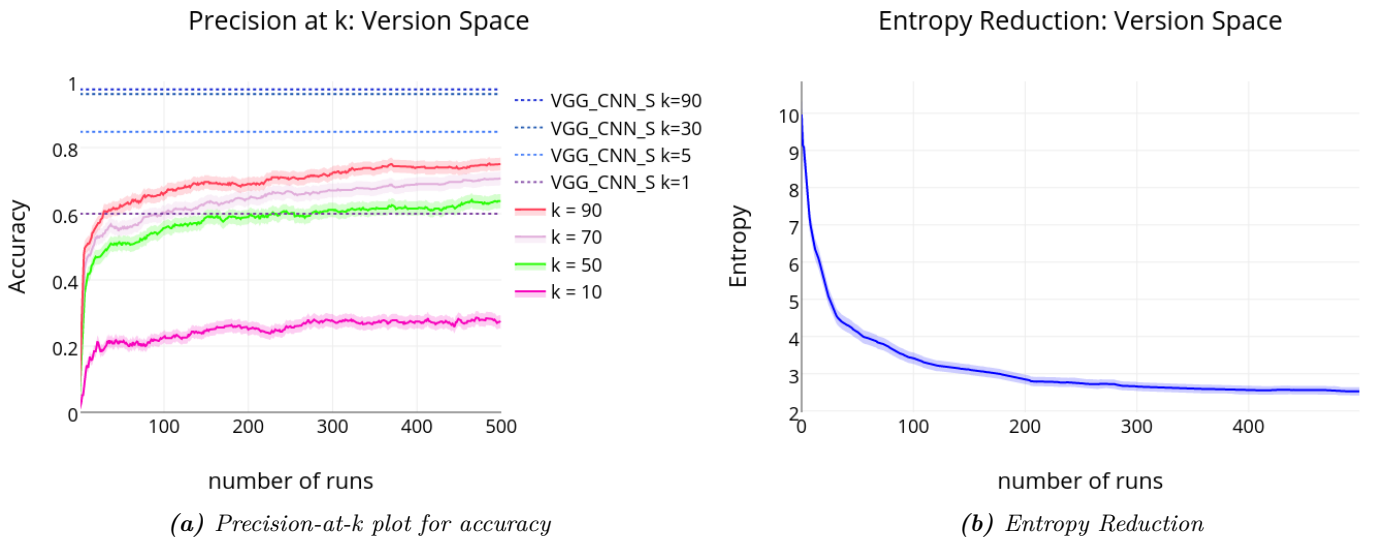 Precision at k: Version Space
Accuracy
1
0.8
0.6
0.4
0.2
0
100 200 300 400 500
number of runs
VGG_CNN_S k=90
VGG_CNN_S k=30
VGG_CNN_S k=5
VGG_CNN_S k=1
k = 90
k = 70
k = 50
k = 10
(a) Precision-at-k plot for accuracy
Entropy Reduction: Version Space
Entropy
10
9
8
7
6
5
4
3
2
0 100 200 300 400
number of runs
(b) Entropy Reduction